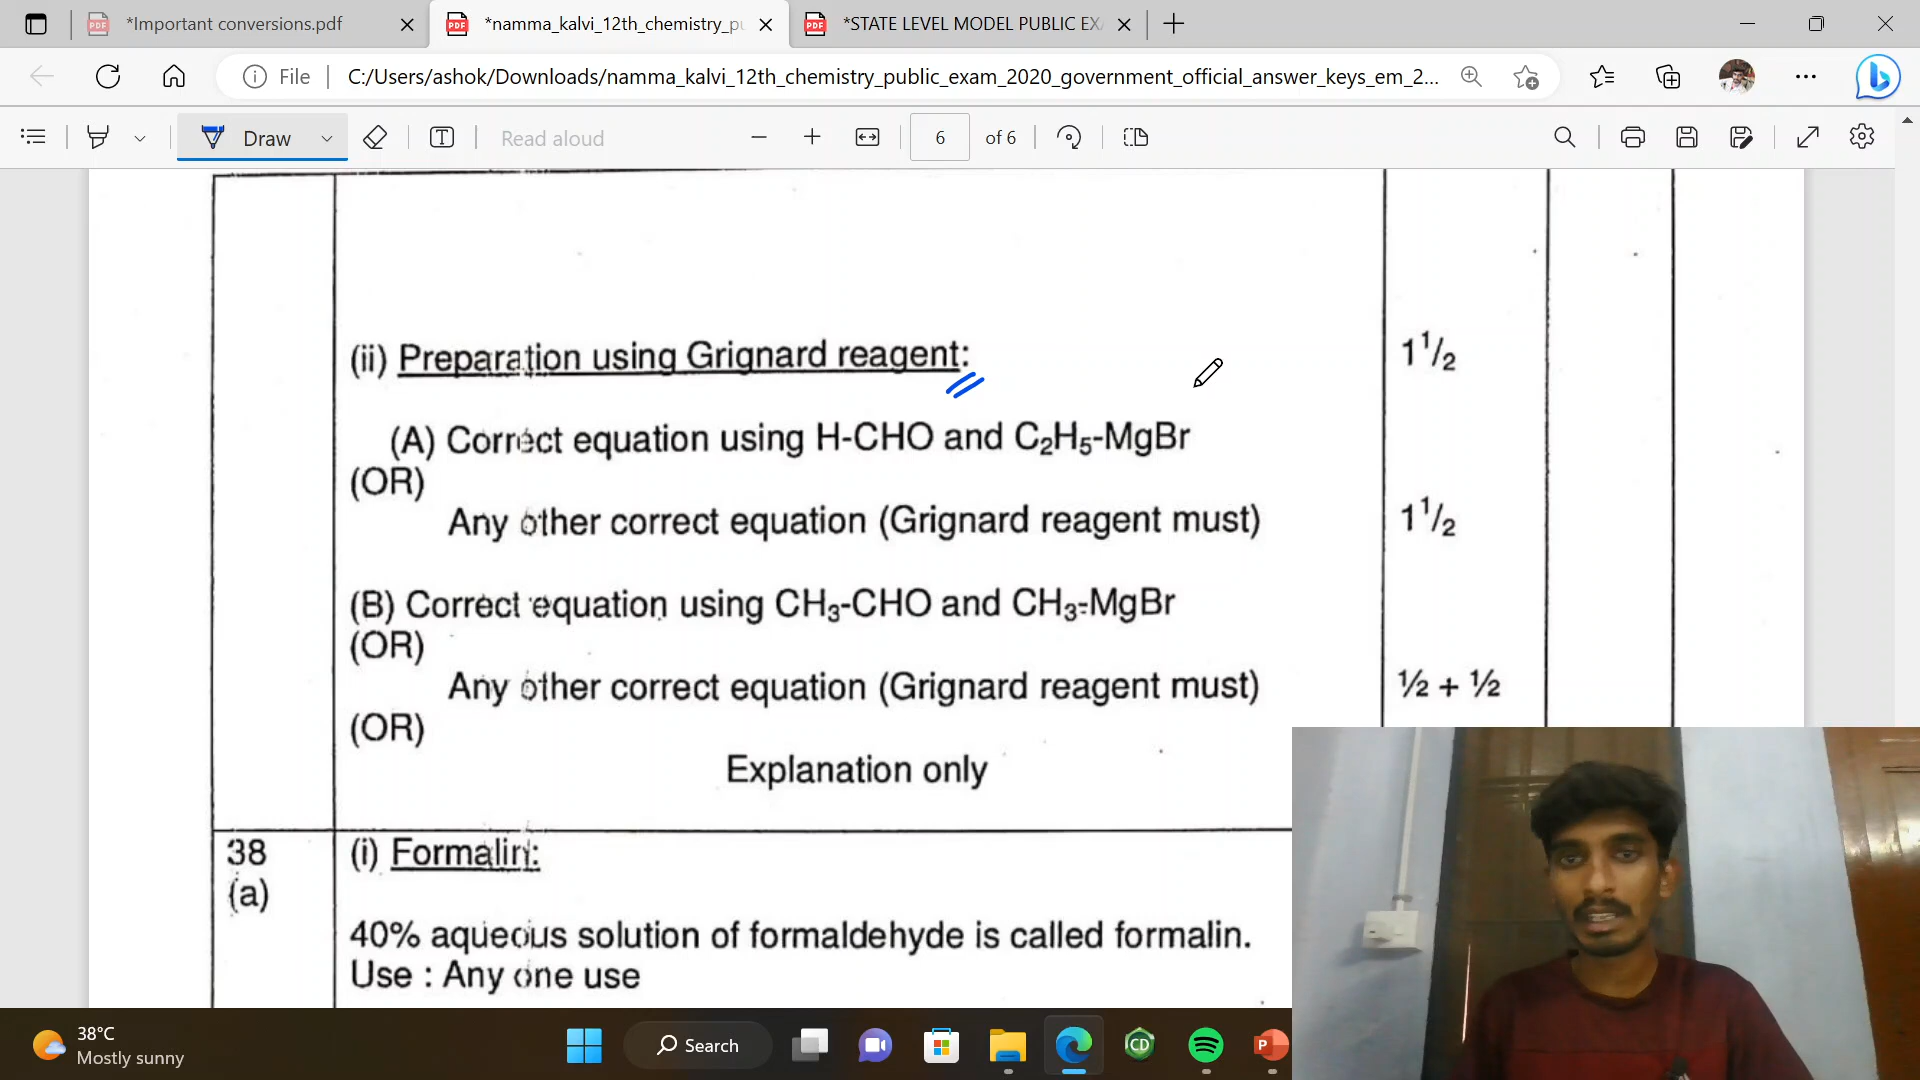 *Important conversions.pdf
*namma_kalvi_12th_chemistry_pu
*STATE LEVEL MODEL PUBLIC EX
File
C:/Users/ashok/Downloads/namma_kalvi_12th_chemistry_public_exam_2020_government_official_answer_keys_em_2...
Draw
Read aloud
6 of 6
(ii) Preparation using Grignard reagent: 1¹/₂
(A) Correct equation using H-CHO and C₂H₅-MgBr
(OR)
Any other correct equation (Grignard reagent must) 1¹/₂
(B) Correct equation using CH₃-CHO and CH₃-MgBr
(OR)
Any other correct equation (Grignard reagent must) ½ + ½
(OR)
Explanation only
38 (i) Formalin:
(a)
40% aqueous solution of formaldehyde is called formalin.
Use : Any one use
38°C
Mostly sunny
Search